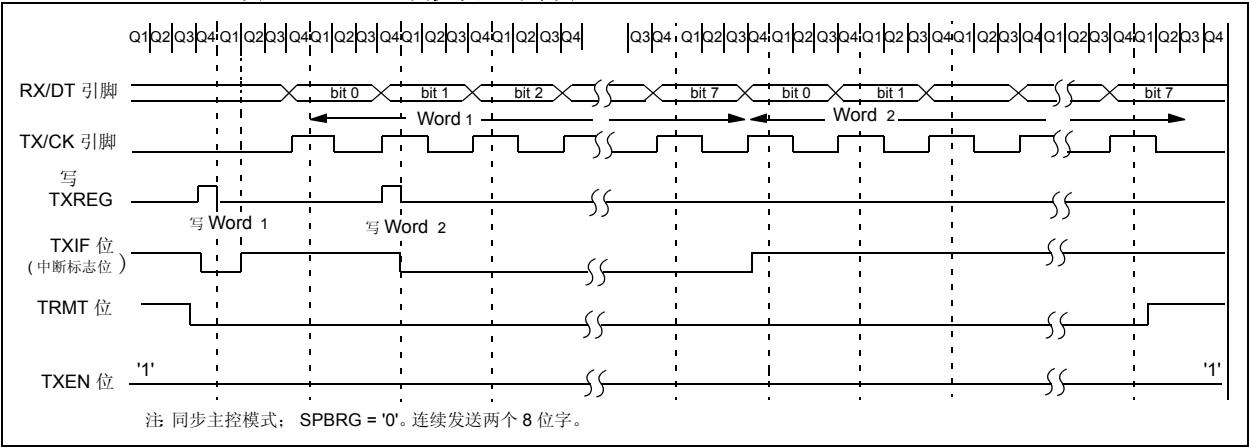 Q1 Q2 Q3 Q4 Q1 Q2 Q3 Q4 Q1 Q2 Q3 Q4 Q1 Q2 Q3 Q4 Q1 Q2 Q3 Q4 Q3 Q4 Q1 Q2 Q3 Q4 Q1 Q2 Q3 Q4 Q1 Q2 Q3 Q4 Q1 Q2 Q3 Q4 Q1 Q2 Q3 Q4 Q1 Q2 Q3 Q4
RX/DT 引脚 bit 0 bit 1 bit 2 bit 7 bit 0 bit 1 bit 7
Word 1 Word 2
TX/CK 引脚
写
TXREG
写 Word 1 写 Word 2
TXIF 位
(中断标志位)
TRMT 位
TXEN 位 '1' '1'
注: 同步主控模式; SPBRG = '0'。连续发送两个 8 位字。